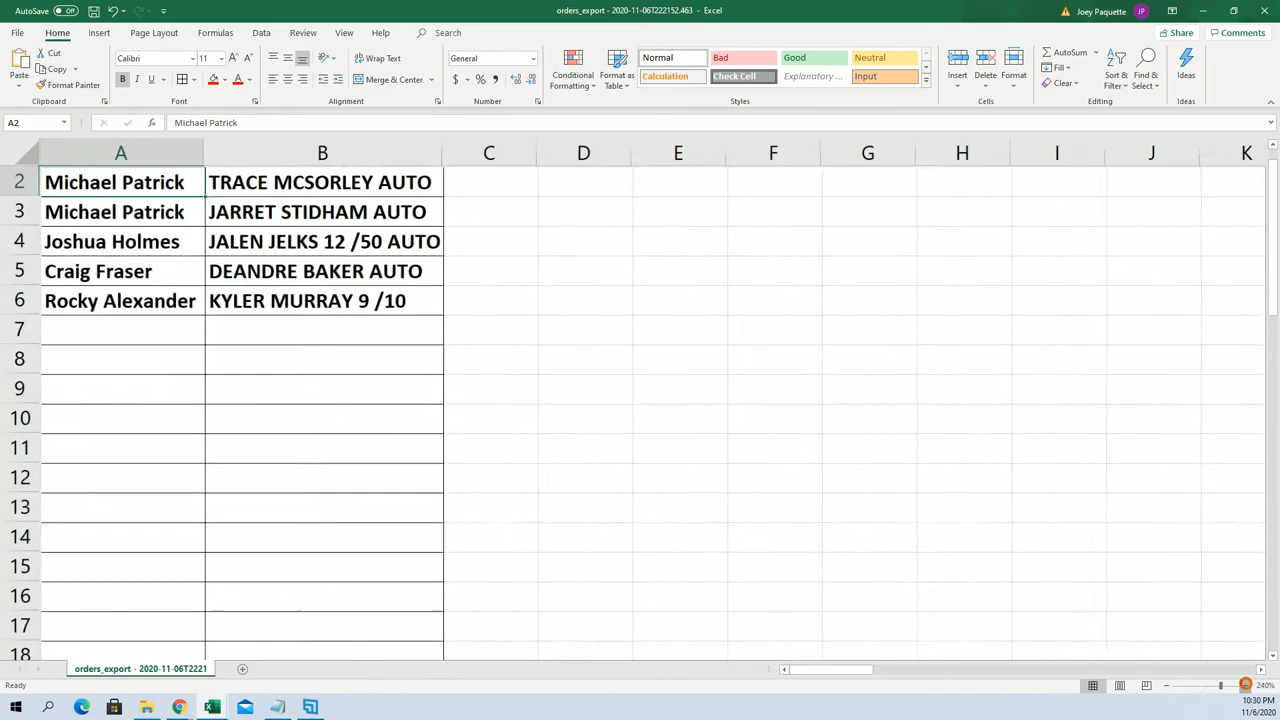 AutoSave Off orders_export - 2020-11-06T222152.463 - Excel Joey Paquette JP
File Home Insert Page Layout Formulas Data Review View Help Search Share Comments
Paste Cut Copy Format Painter Clipboard
Calibri 11 B I U Font
Wrap Text Merge & Center Alignment
General $ % Number
Conditional Formatting Format as Table
Normal Bad Good Neutral
Calculation Check Cell Explanatory ... Input
Styles
Insert Delete Format Cells
AutoSum Fill Clear Sort & Filter Find & Select Editing
Ideas Ideas
A2 fx Michael Patrick
A B C D E F G H I J K
2 Michael Patrick TRACE MCSORLEY AUTO
3 Michael Patrick JARRET STIDHAM AUTO
4 Joshua Holmes JALEN JELKS 12 /50 AUTO
5 Craig Fraser DEANDRE BAKER AUTO
6 Rocky Alexander KYLER MURRAY 9 /10
7
8
9
10
11
12
13
14
15
16
17
18
orders_export - 2020-11-06T2221
Ready 240%
10:30 PM
11/6/2020